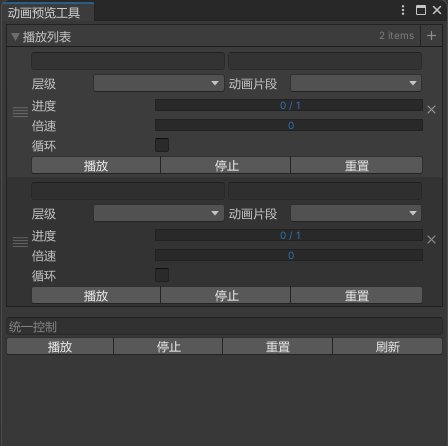 动画预览工具
播放列表 2 items
层级 动画片段
进度 0 / 1
倍速 0
循环
播放 停止 重置
层级 动画片段
进度 0 / 1
倍速 0
循环
播放 停止 重置
统一控制
播放 停止 重置 刷新